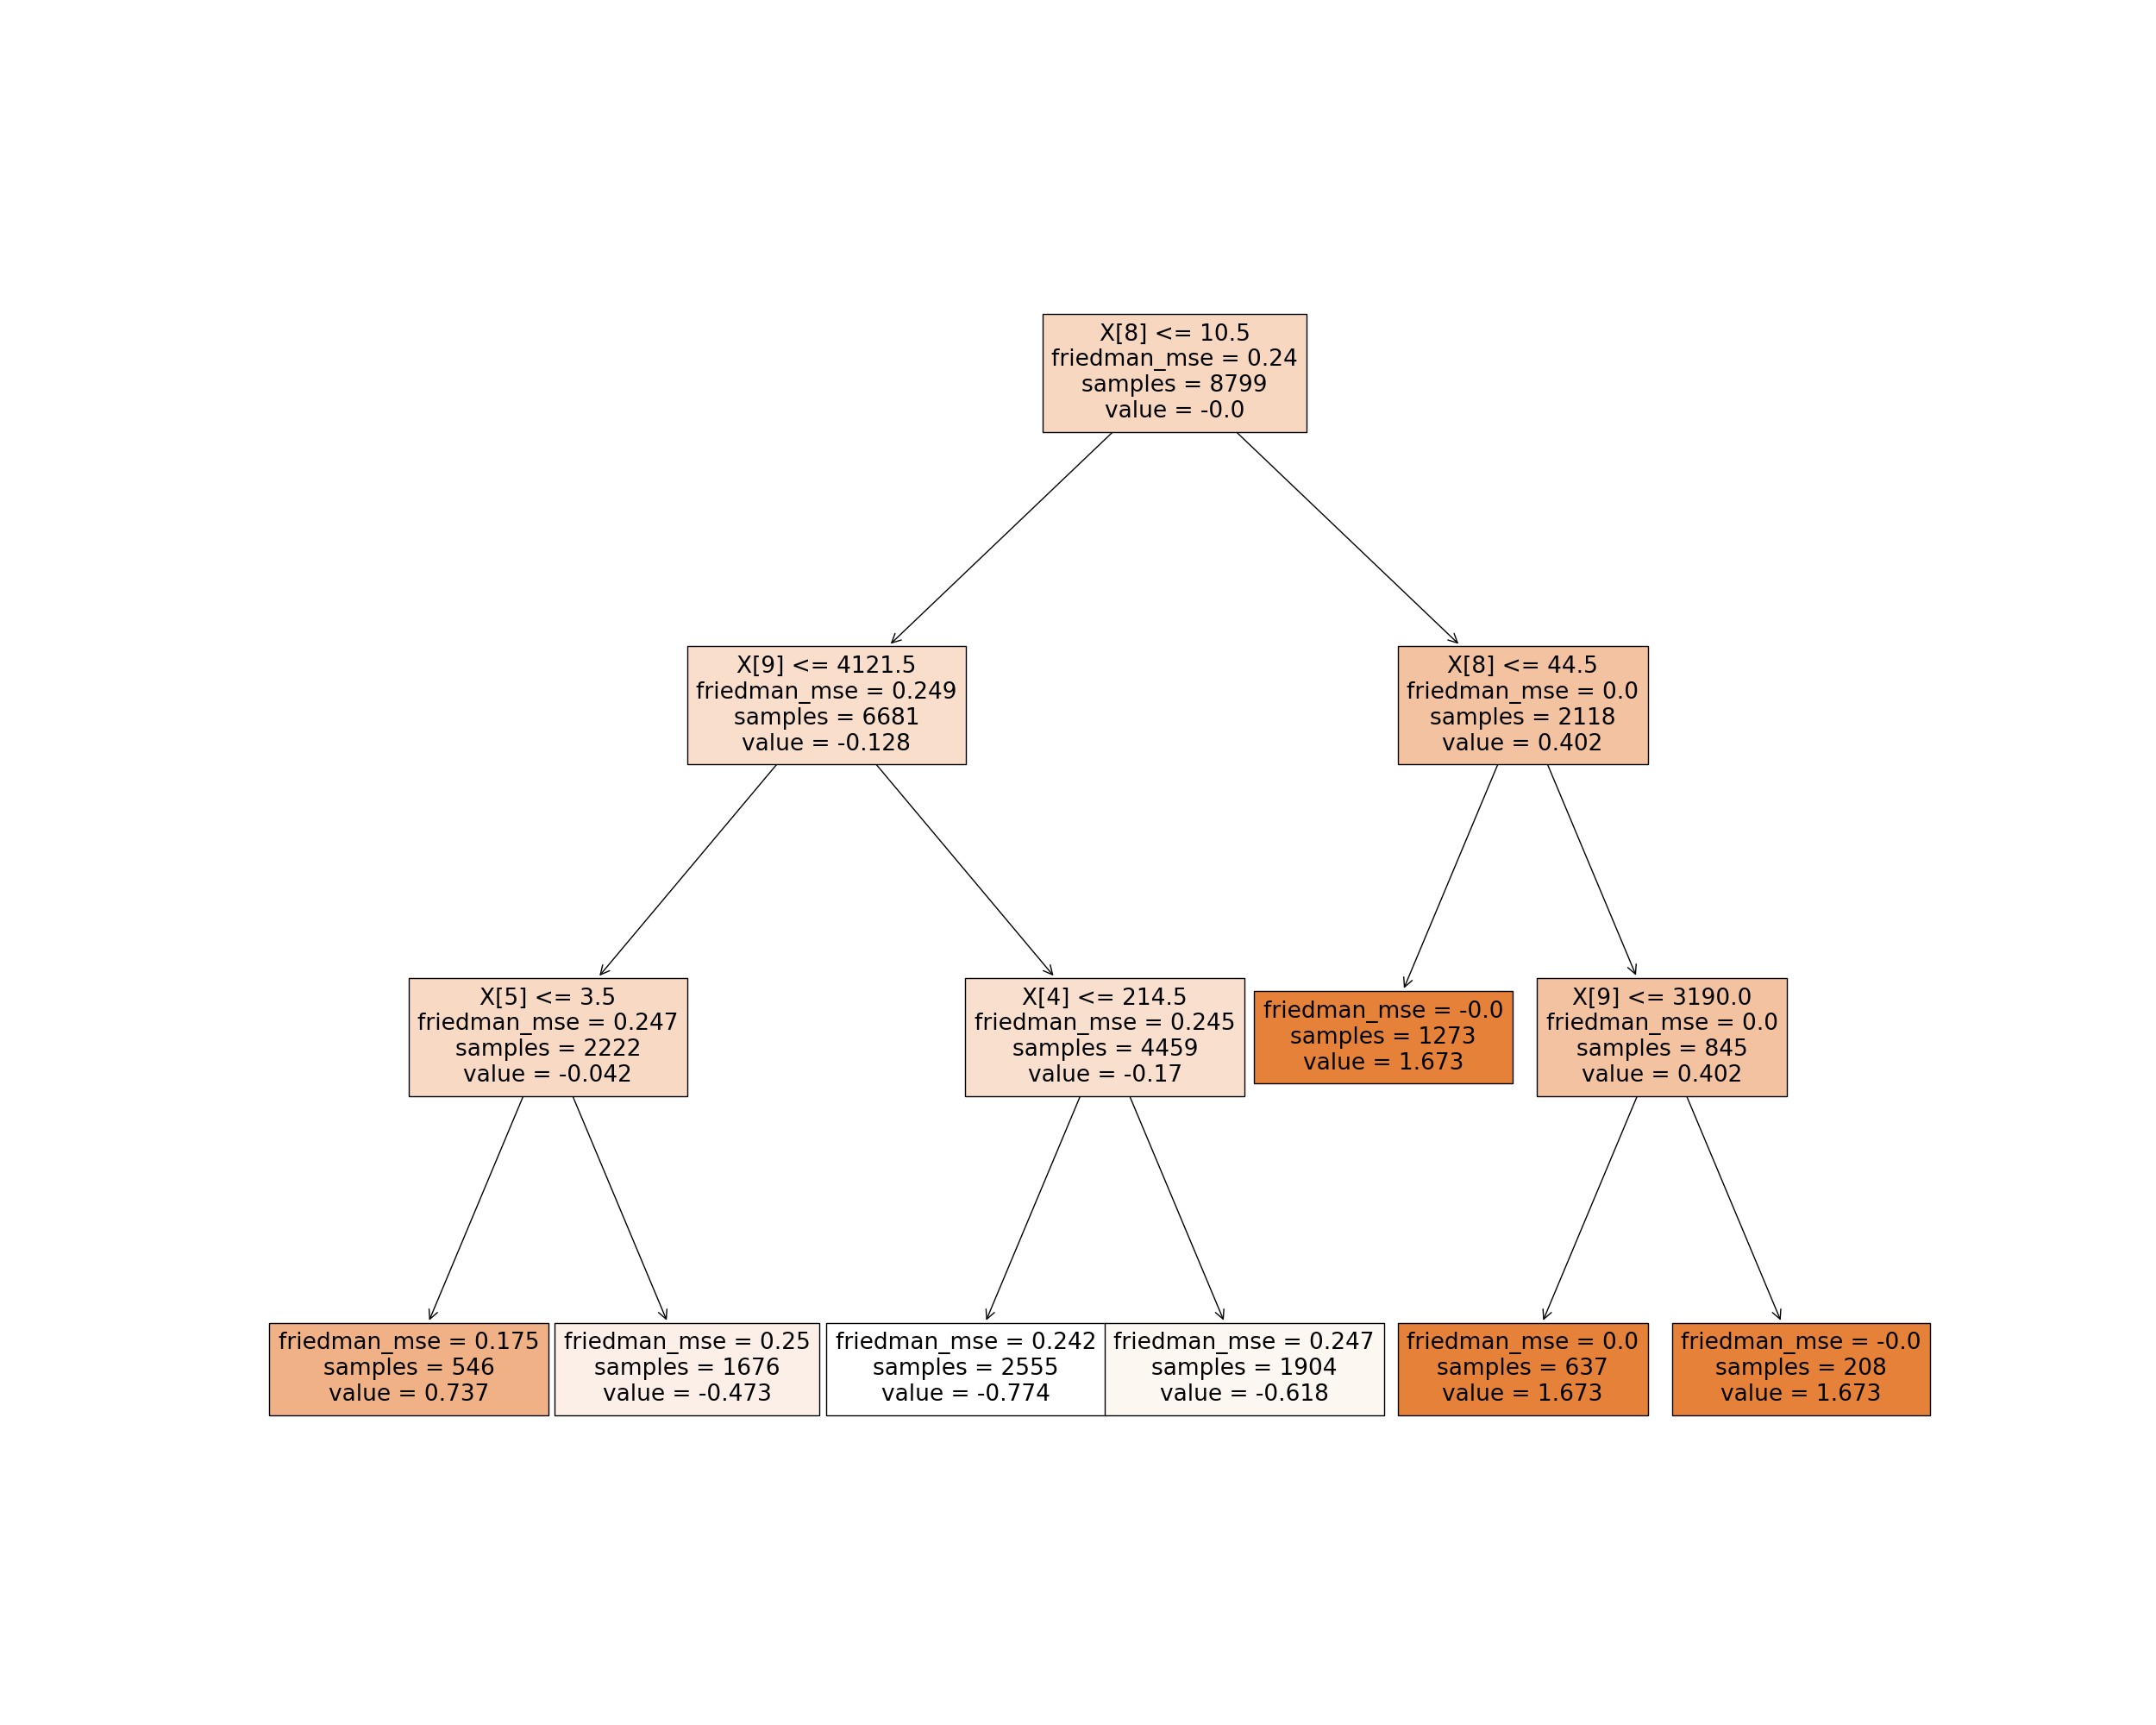 X[8] <= 10.5
friedman_mse = 0.24
samples = 8799
value = -0.0
X[9] <= 4121.5
friedman_mse = 0.249
samples = 6681
value = -0.128
X[8] <= 44.5
friedman_mse = 0.0
samples = 2118
value = 0.402
X[5] <= 3.5
friedman_mse = 0.247
samples = 2222
value = -0.042
X[4] <= 214.5
friedman_mse = 0.245
samples = 4459
value = -0.17
friedman_mse = -0.0
samples = 1273
value = 1.673
X[9] <= 3190.0
friedman_mse = 0.0
samples = 845
value = 0.402
friedman_mse = 0.175
samples = 546
value = 0.737
friedman_mse = 0.25
samples = 1676
value = -0.473
friedman_mse = 0.242
samples = 2555
value = -0.774
friedman_mse = 0.247
samples = 1904
value = -0.618
friedman_mse = 0.0
samples = 637
value = 1.673
friedman_mse = -0.0
samples = 208
value = 1.673